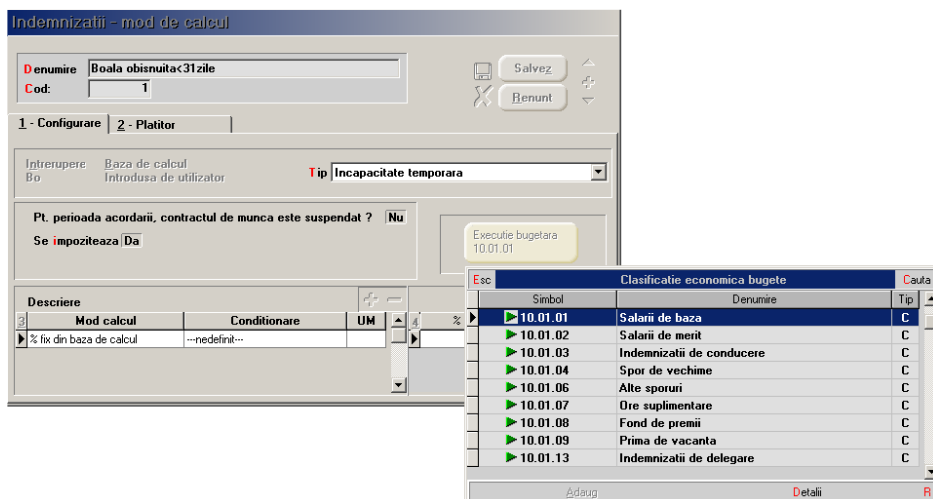 Indemnizatii - mod de calcul
Denumire Boala obisnuita<31zile
Cod: 1
Salvez
Renunt
1 - Configurare 2 - Platitor
Intrerupere Baza de calcul
Bo Introdusa de utilizator
Tip Incapacitate temporara
Pt. perioada acordarii, contractul de munca este suspendat ? Nu
Se impoziteaza Da
Executie bugetara
10.01.01
Descriere
3 Mod calcul Conditionare UM 4 %
% fix din baza de calcul ---nedefinit---
Esc Clasificatie economica bugete Cauta
Simbol Denumire Tip
10.01.01 Salarii de baza C
10.01.02 Salarii de merit C
10.01.03 Indemnizatii de conducere C
10.01.04 Spor de vechime C
10.01.06 Alte sporuri C
10.01.07 Ore suplimentare C
10.01.08 Fond de premii C
10.01.09 Prima de vacanta C
10.01.13 Indemnizatii de delegare C
Adaug Detalii R